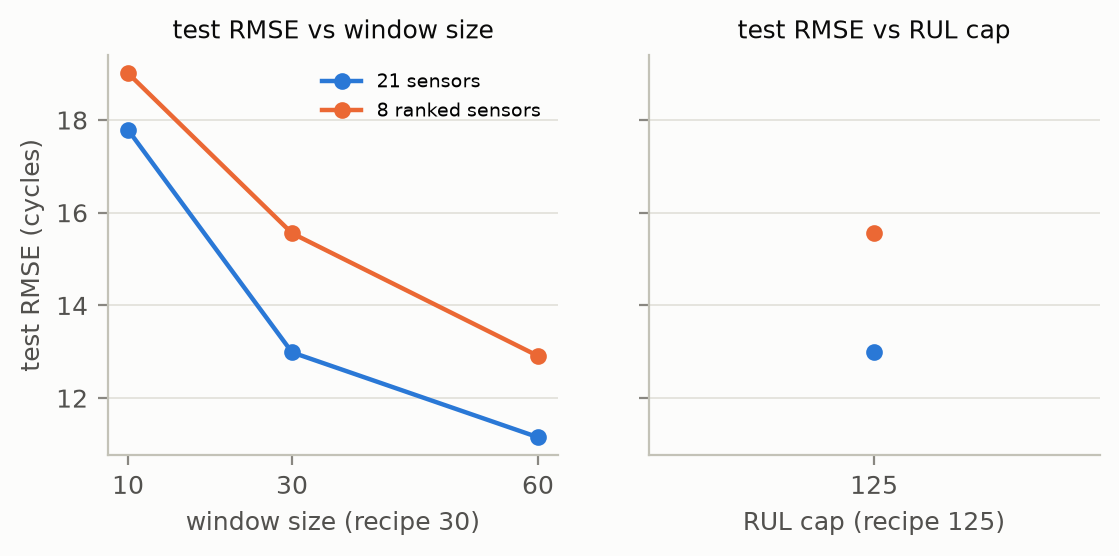 test RMSE vs window size
21 sensors
8 ranked sensors
test RMSE (cycles)
18
16
14
12
10 30 60
window size (recipe 30)
test RMSE vs RUL cap
125
RUL cap (recipe 125)